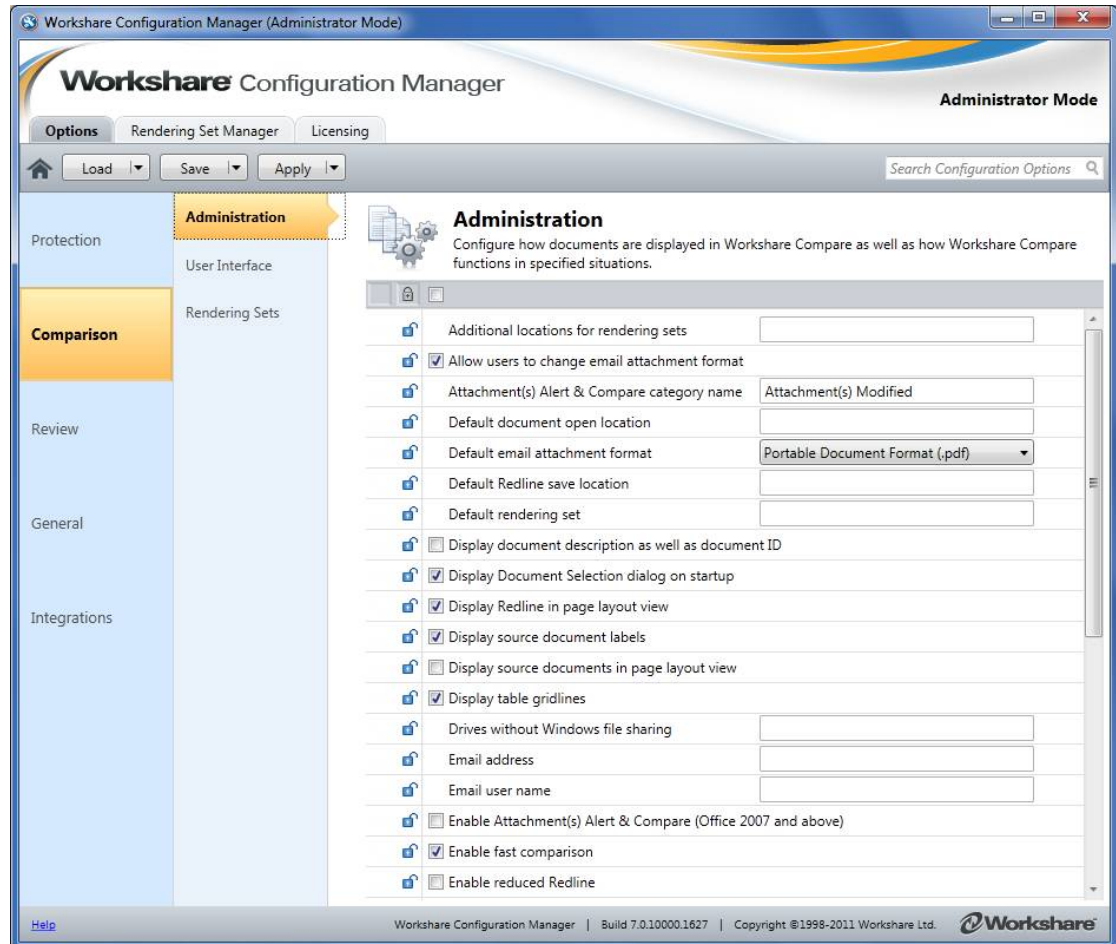 Workshare Configuration Manager (Administrator Mode)
Workshare Configuration Manager
Administrator Mode
Options
Rendering Set Manager
Licensing
Load
Save
Apply
Search Configuration Options
Protection
Comparison
Review
General
Integrations
Administration
User Interface
Rendering Sets
Administration
Configure how documents are displayed in Workshare Compare as well as how Workshare Compare
functions in specified situations.
Additional locations for rendering sets
Allow users to change email attachment format
Attachment(s) Alert & Compare category name Attachment(s) Modified
Default document open location
Default email attachment format Portable Document Format (.pdf)
Default Redline save location
Default rendering set
Display document description as well as document ID
Display Document Selection dialog on startup
Display Redline in page layout view
Display source document labels
Display source documents in page layout view
Display table gridlines
Drives without Windows file sharing
Email address
Email user name
Enable Attachment(s) Alert & Compare (Office 2007 and above)
Enable fast comparison
Enable reduced Redline
Help
Workshare Configuration Manager | Build 7.0.10000.1627 | Copyright ©1998-2011 Workshare Ltd.
Workshare